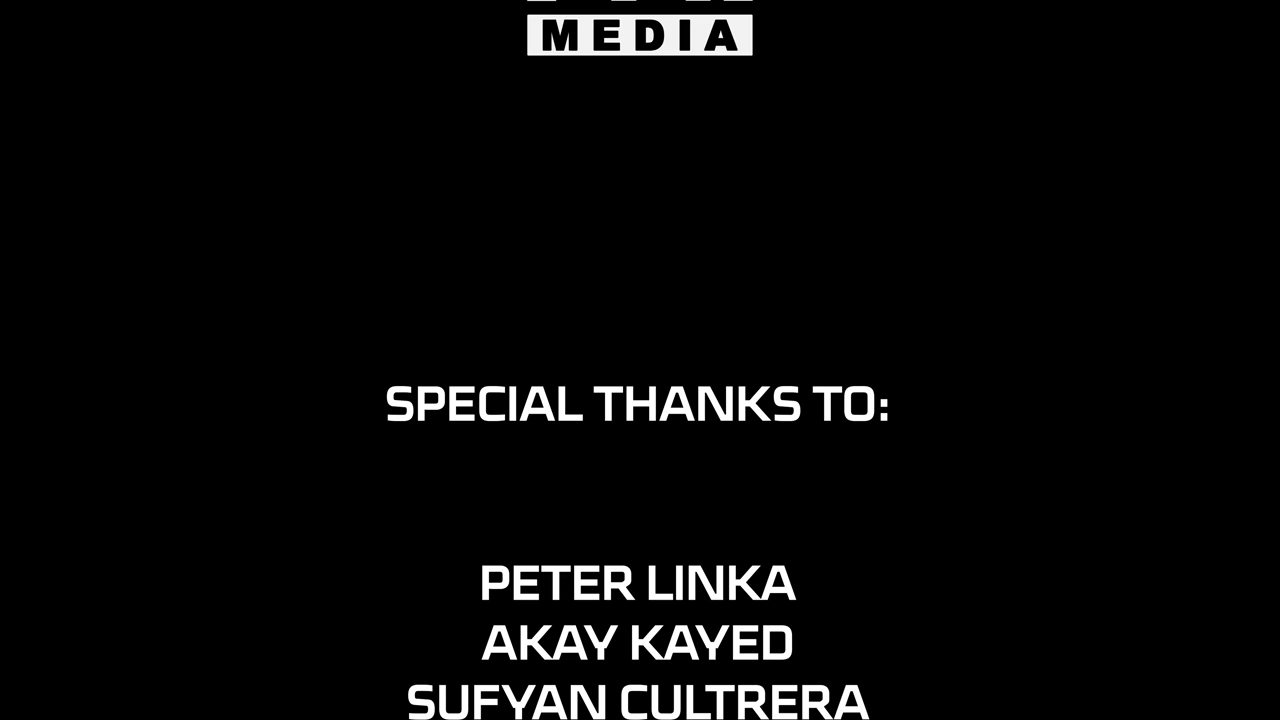 MEDIA
SPECIAL THANKS TO:
PETER LINKA
AKAY KAYED
SUFYAN CULTRERA